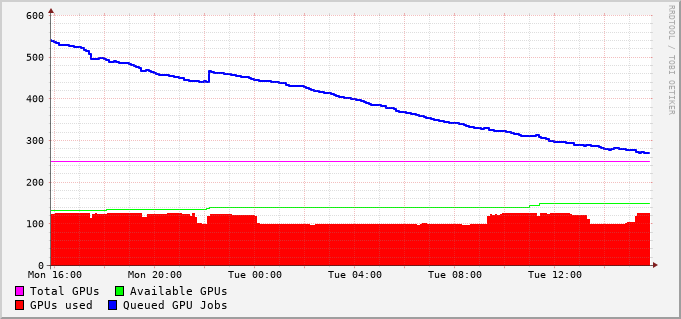 600
500
400
300
200
100
0
Mon 16:00 Mon 20:00 Tue 00:00 Tue 04:00 Tue 08:00 Tue 12:00
Total GPUs Available GPUs
GPUs used Queued GPU Jobs
RRDTOOL / TOBI OETIKER